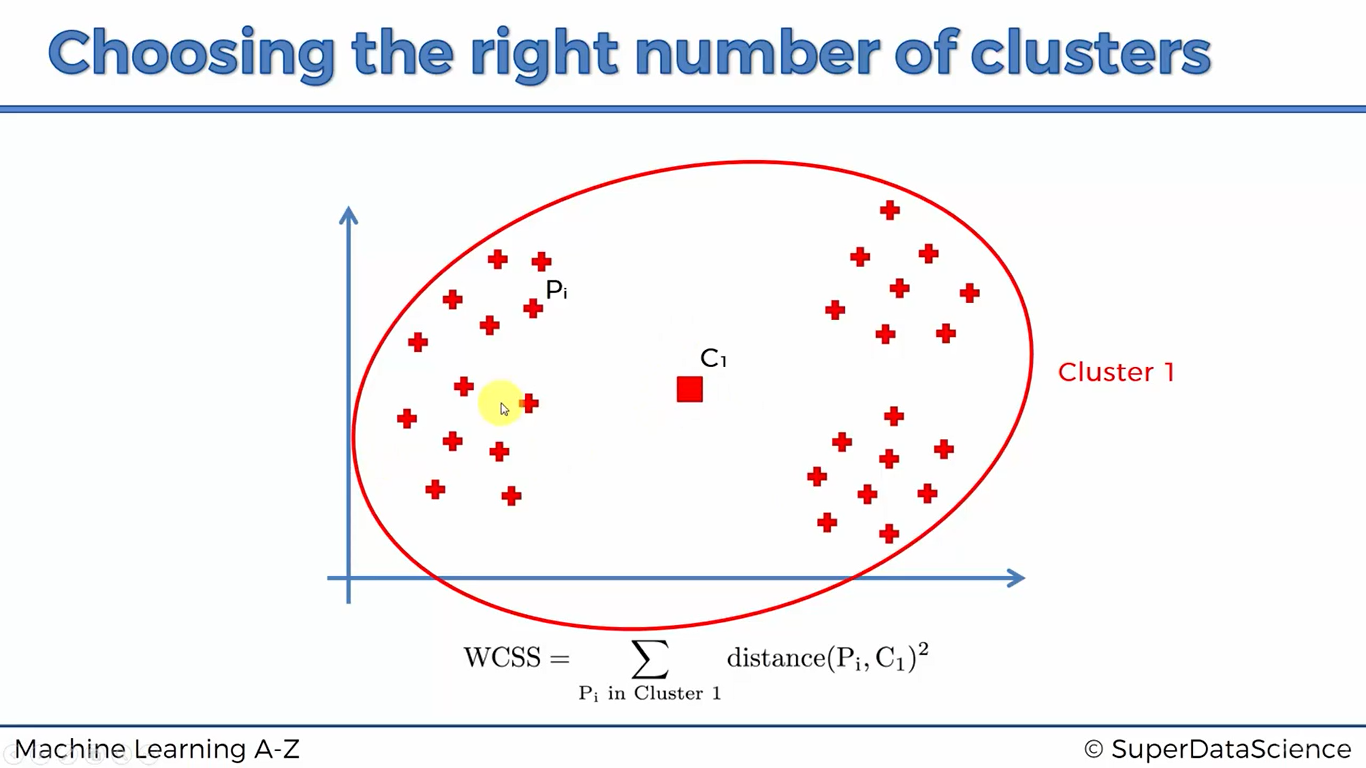 Choosing the right number of clusters
Pᵢ
C₁
Cluster 1
WCSS = ∑ distance(Pᵢ, C₁)²
Pᵢ in Cluster 1
Machine Learning A-Z
© SuperDataScience